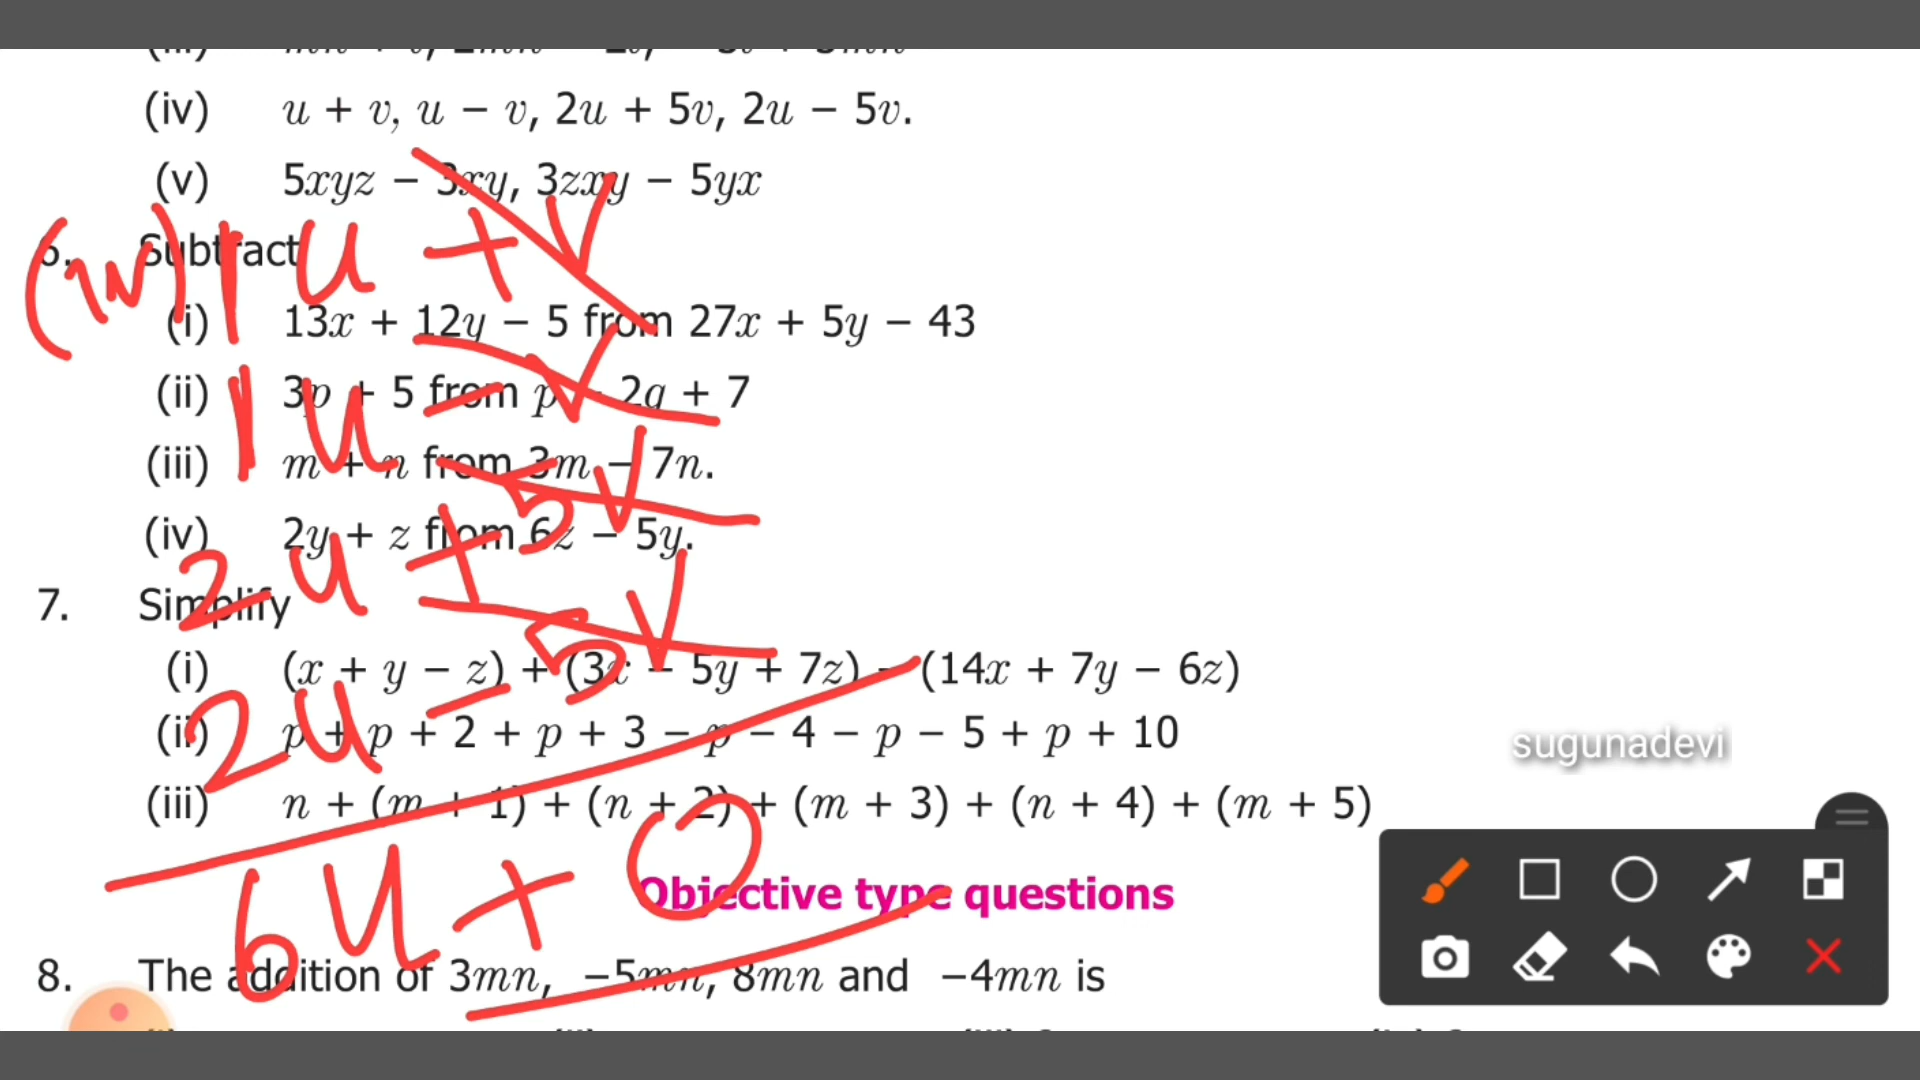 (iv) u + v, u − v, 2u + 5v, 2u − 5v.
(v) 5xyz − 3xy, 3zxy − 5yx
6. Subtract
(i) 13x + 12y − 5 from 27x + 5y − 43
(ii) 3p + 5 from p − 2q + 7
(iii) m + n from 3m − 7n.
(iv) 2y + z from 6z − 5y.
7. Simplify
(i) (x + y − z) + (3x − 5y + 7z) − (14x + 7y − 6z)
(ii) p + p + 2 + p + 3 − p − 4 − p − 5 + p + 10
(iii) n + (m + 1) + (n + 2) + (m + 3) + (n + 4) + (m + 5)
Objective type questions
8. The addition of 3mn, −5mn, 8mn and −4mn is
(iv) 1u + v
1u − v
2u + 5v
2u − 5v
6u + 0
sugunadevi